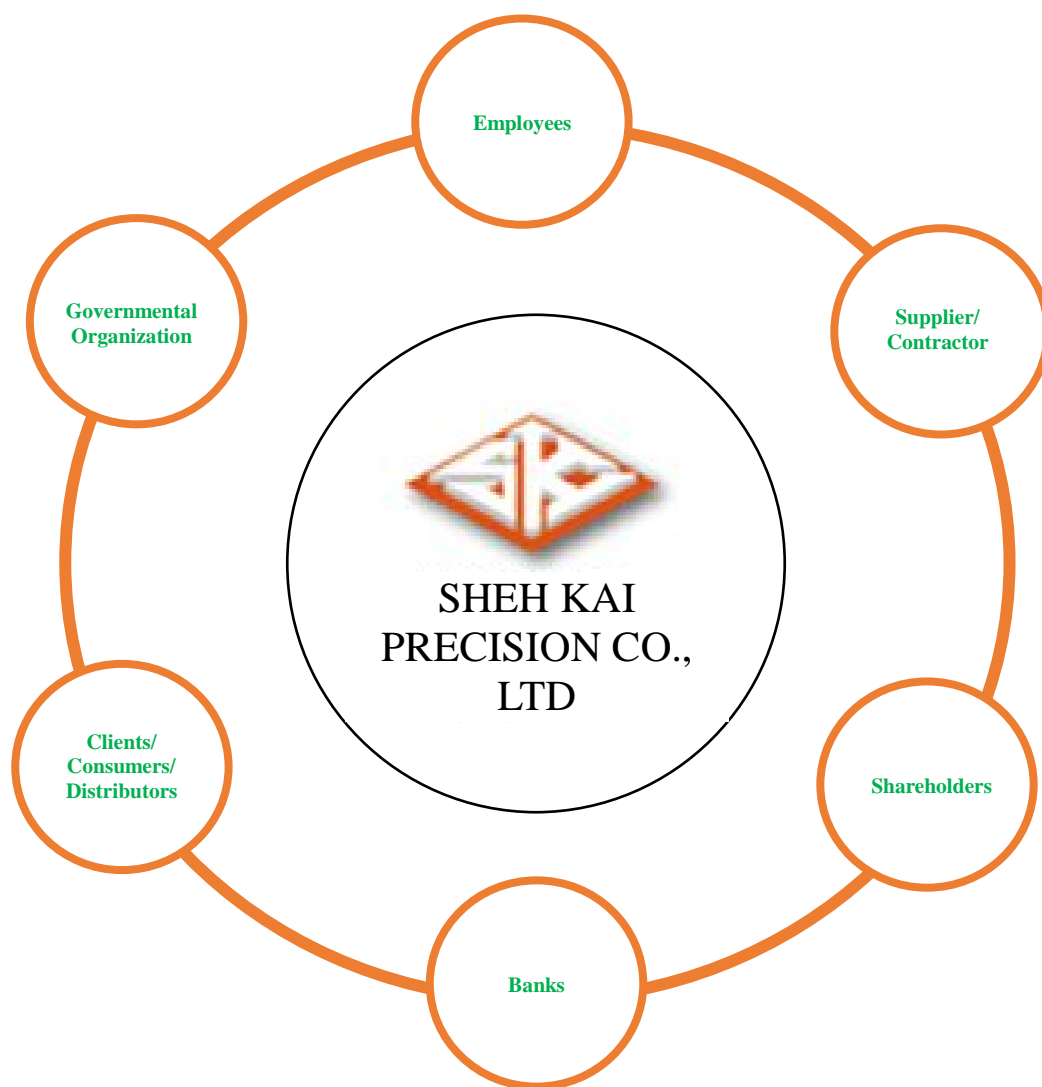 Employees
Supplier/
Contractor
Shareholders
Banks
Clients/
Consumers/
Distributors
Governmental
Organization
SHEH KAI
PRECISION CO.,
LTD